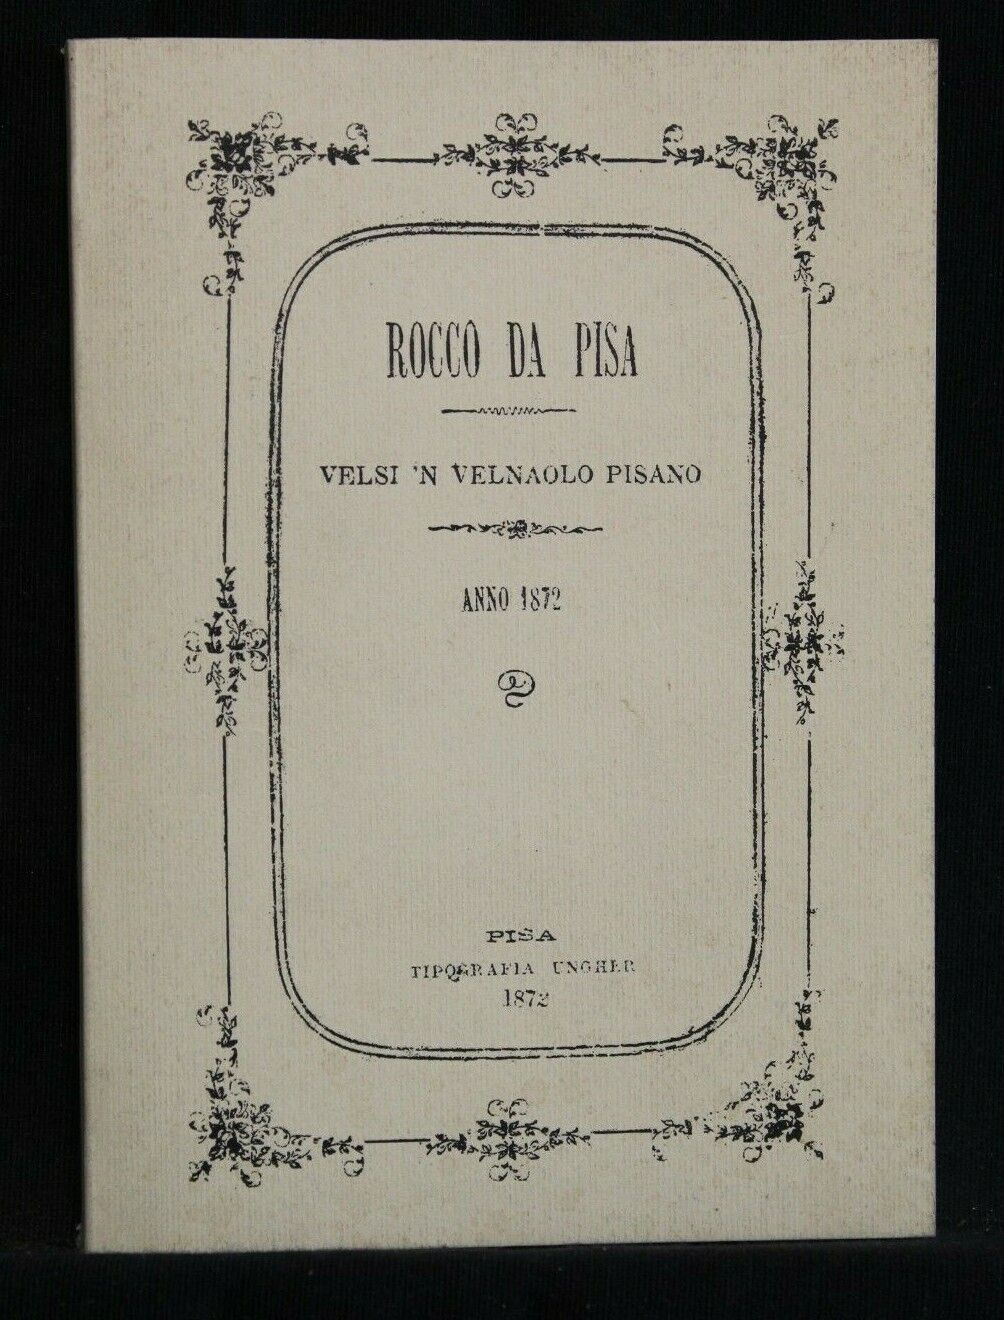 ROCCO DA PISA
VELSI 'N VELNAOLO PISANO
ANNO 1872
PISA
TIPOGRAFIA UNGHER
1872